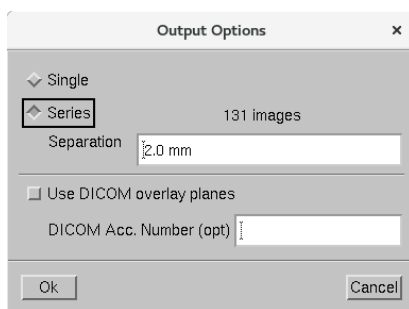 Output Options ×
Single
Series 131 images
Separation 2.0 mm
Use DICOM overlay planes
DICOM Acc. Number (opt)
Ok Cancel